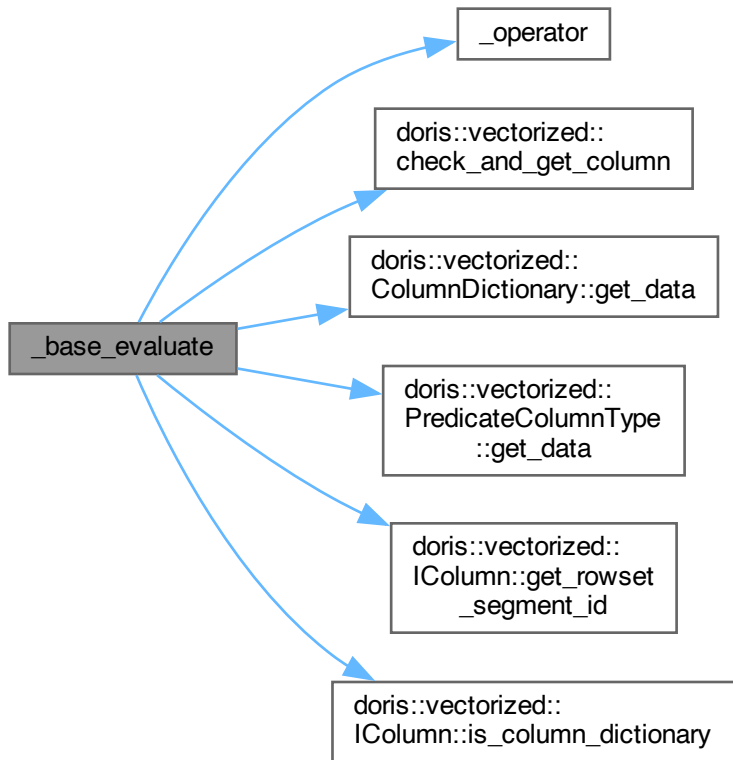 _operator
doris::vectorized::
check_and_get_column
doris::vectorized::
ColumnDictionary::get_data
_base_evaluate
doris::vectorized::
PredicateColumnType
::get_data
doris::vectorized::
IColumn::get_rowset
_segment_id
doris::vectorized::
IColumn::is_column_dictionary